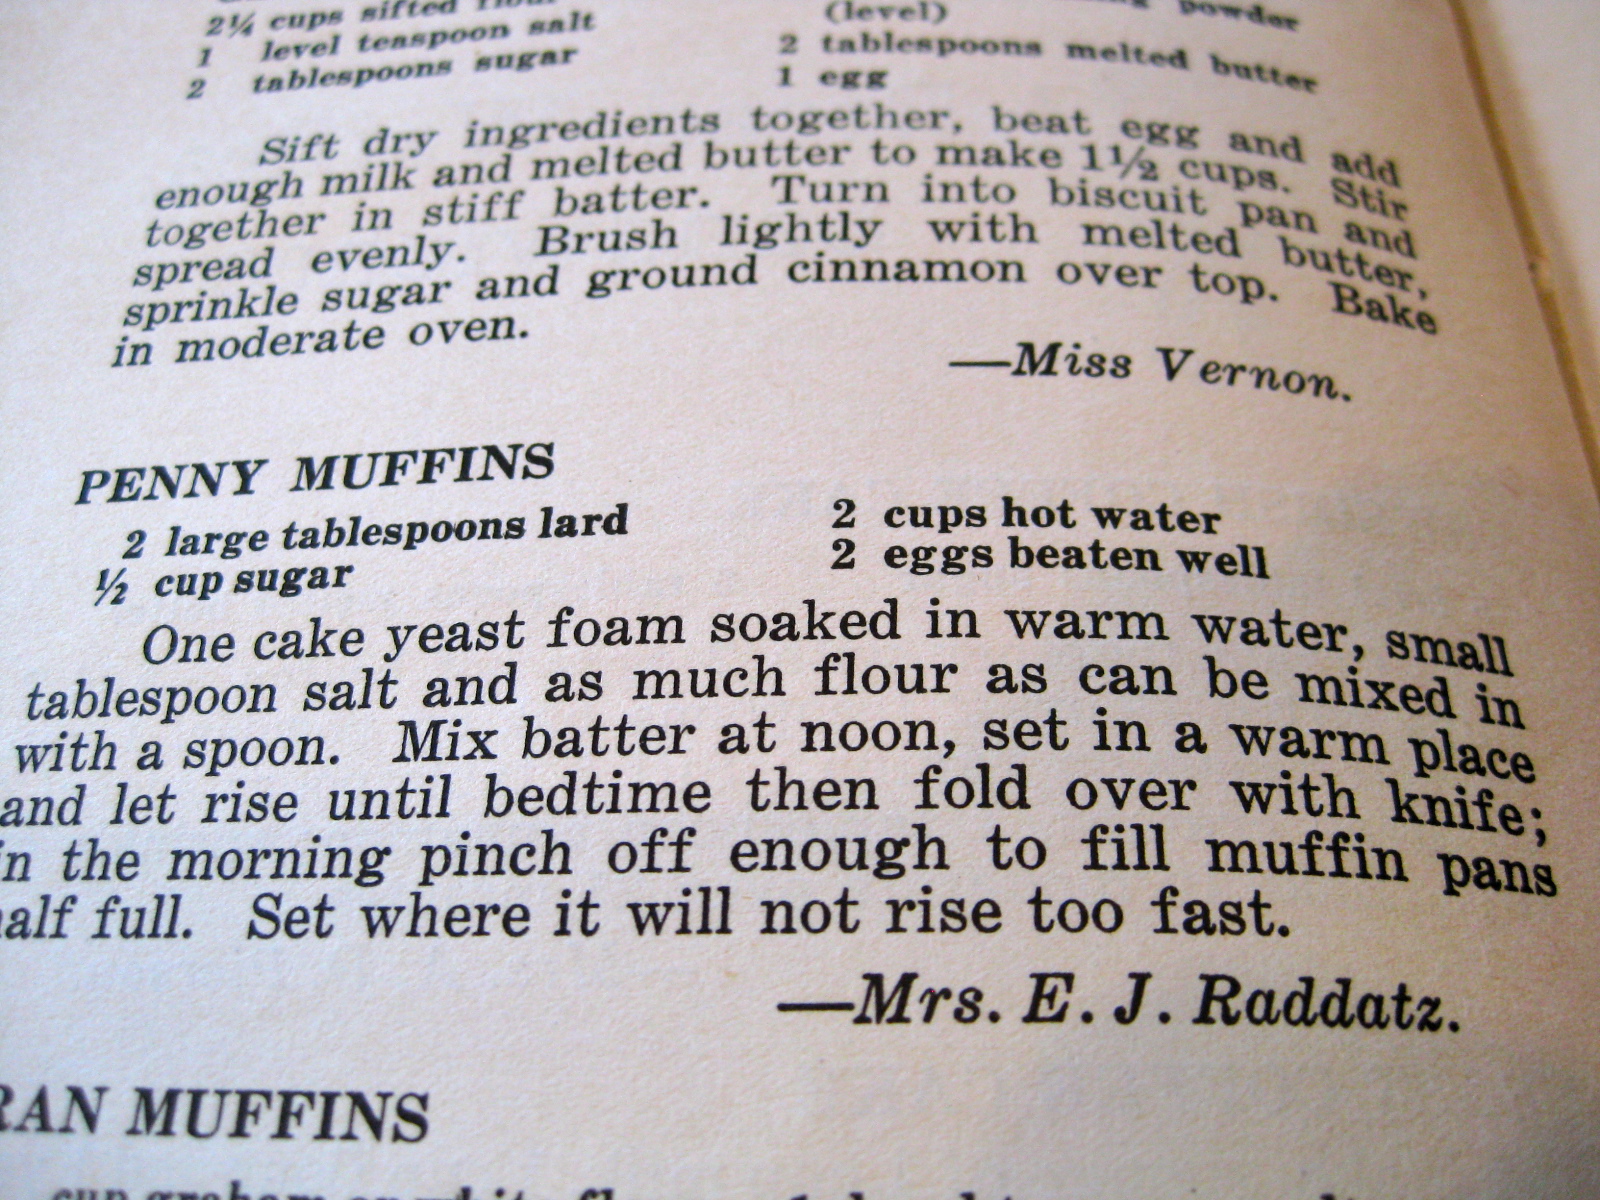 2¼ cups sifted flour
1 level teaspoon salt
2 tablespoons sugar
powder
(level)
2 tablespoons melted butter
1 egg
Sift dry ingredients together, beat egg and add
enough milk and melted butter to make 1½ cups. Stir
together in stiff batter. Turn into biscuit pan and
spread evenly. Brush lightly with melted butter,
sprinkle sugar and ground cinnamon over top. Bake
in moderate oven.
—Miss Vernon.
PENNY MUFFINS
2 large tablespoons lard
½ cup sugar
2 cups hot water
2 eggs beaten well
One cake yeast foam soaked in warm water, small
tablespoon salt and as much flour as can be mixed in
with a spoon. Mix batter at noon, set in a warm place
and let rise until bedtime then fold over with knife;
in the morning pinch off enough to fill muffin pans
half full. Set where it will not rise too fast.
—Mrs. E. J. Raddatz.
RAN MUFFINS
cup graham or white